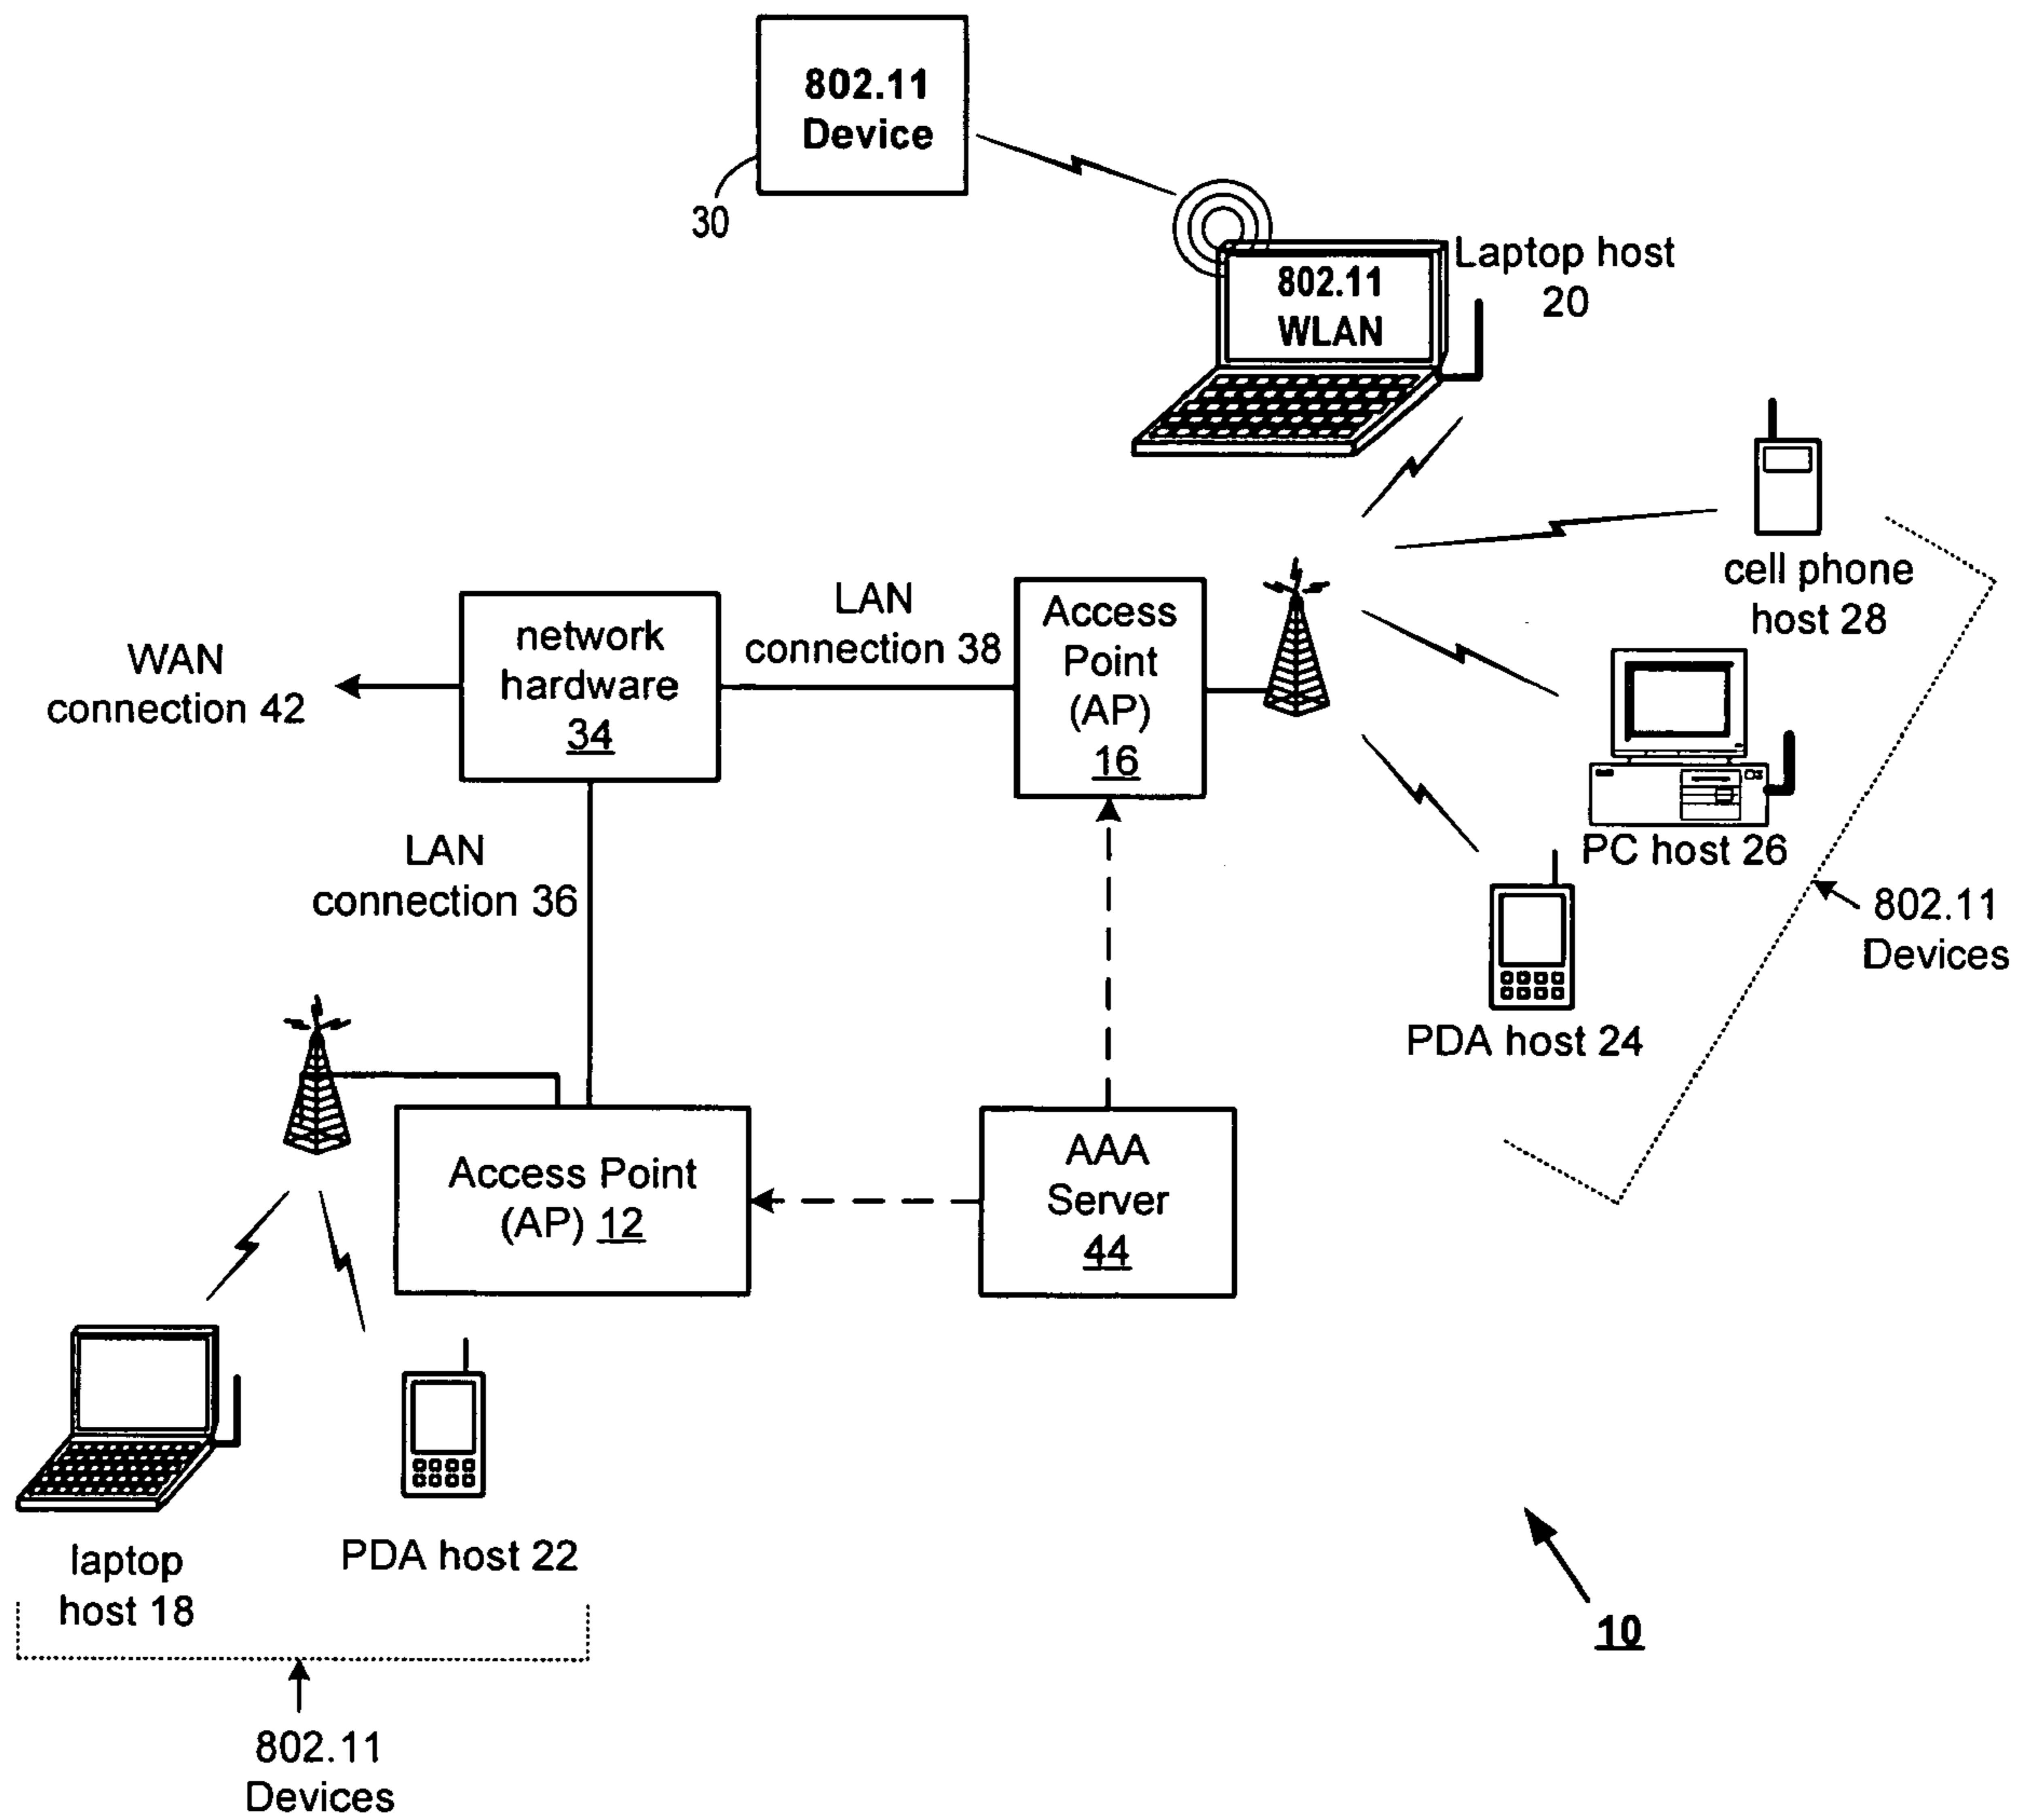 802.11
Device
30
Laptop host
20
802.11
WLAN
cell phone
host 28
LAN
connection 38
Access
Point
(AP)
16
network
hardware
34
WAN
connection 42
PC host 26
LAN
connection 36
802.11
Devices
PDA host 24
Access Point
(AP) 12
AAA
Server
44
laptop
host 18
PDA host 22
10
802.11
Devices